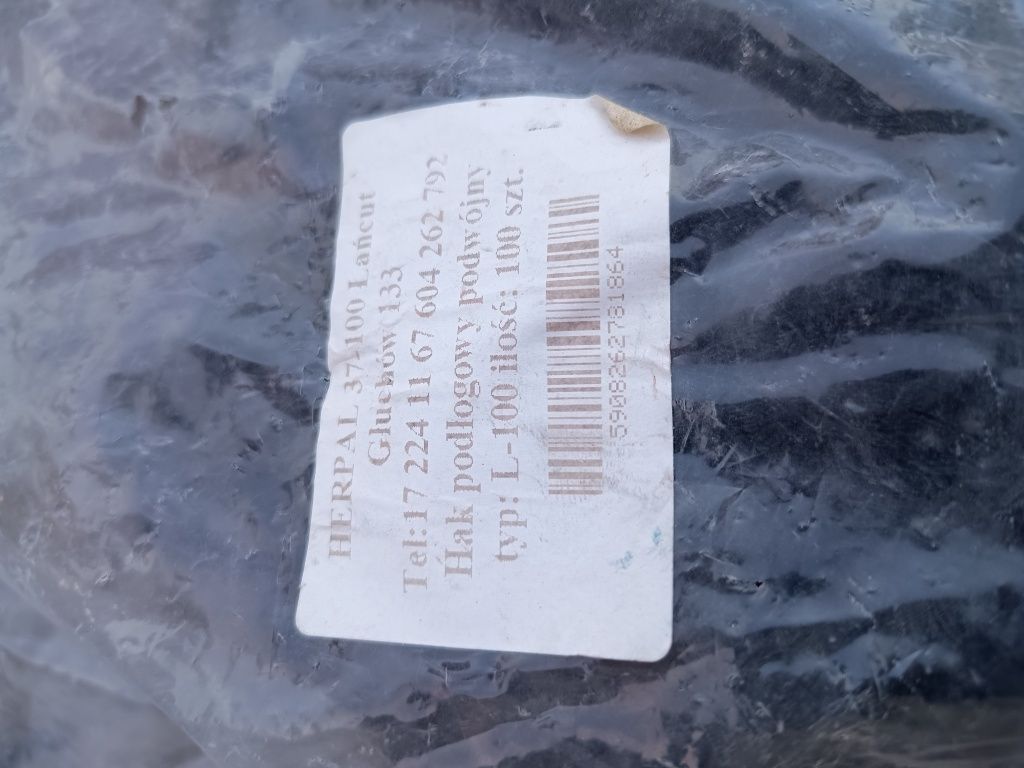 HERPAL 37-100 Łańcut
Głuchów 133
Tel:17 224 11 67 604 262 792
Hak podłogowy podwójny
typ: L-100 ilość: 100 szt.
5908262781864